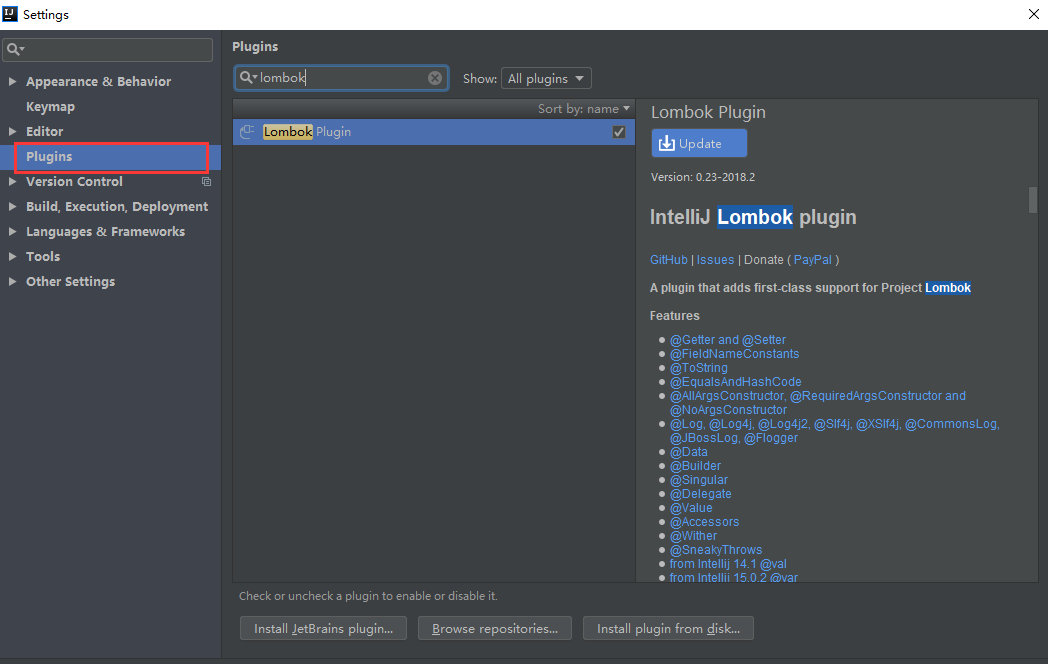 Settings
Plugins
lombok
Show: All plugins
Appearance & Behavior
Keymap
Editor
Plugins
Version Control
Build, Execution, Deployment
Languages & Frameworks
Tools
Other Settings
Sort by: name
Lombok Plugin
Lombok Plugin
Update
Version: 0.23-2018.2
IntelliJ Lombok plugin
GitHub | Issues | Donate ( PayPal )
A plugin that adds first-class support for Project Lombok
Features
@Getter and @Setter
@FieldNameConstants
@ToString
@EqualsAndHashCode
@AllArgsConstructor, @RequiredArgsConstructor and
@NoArgsConstructor
@Log, @Log4j, @Log4j2, @Slf4j, @XSlf4j, @CommonsLog,
@JBossLog, @Flogger
@Data
@Builder
@Singular
@Delegate
@Value
@Accessors
@Wither
@SneakyThrows
from Intellij 14.1 @val
from Intellij 15.0.2 @var
Check or uncheck a plugin to enable or disable it.
Install JetBrains plugin...
Browse repositories...
Install plugin from disk...